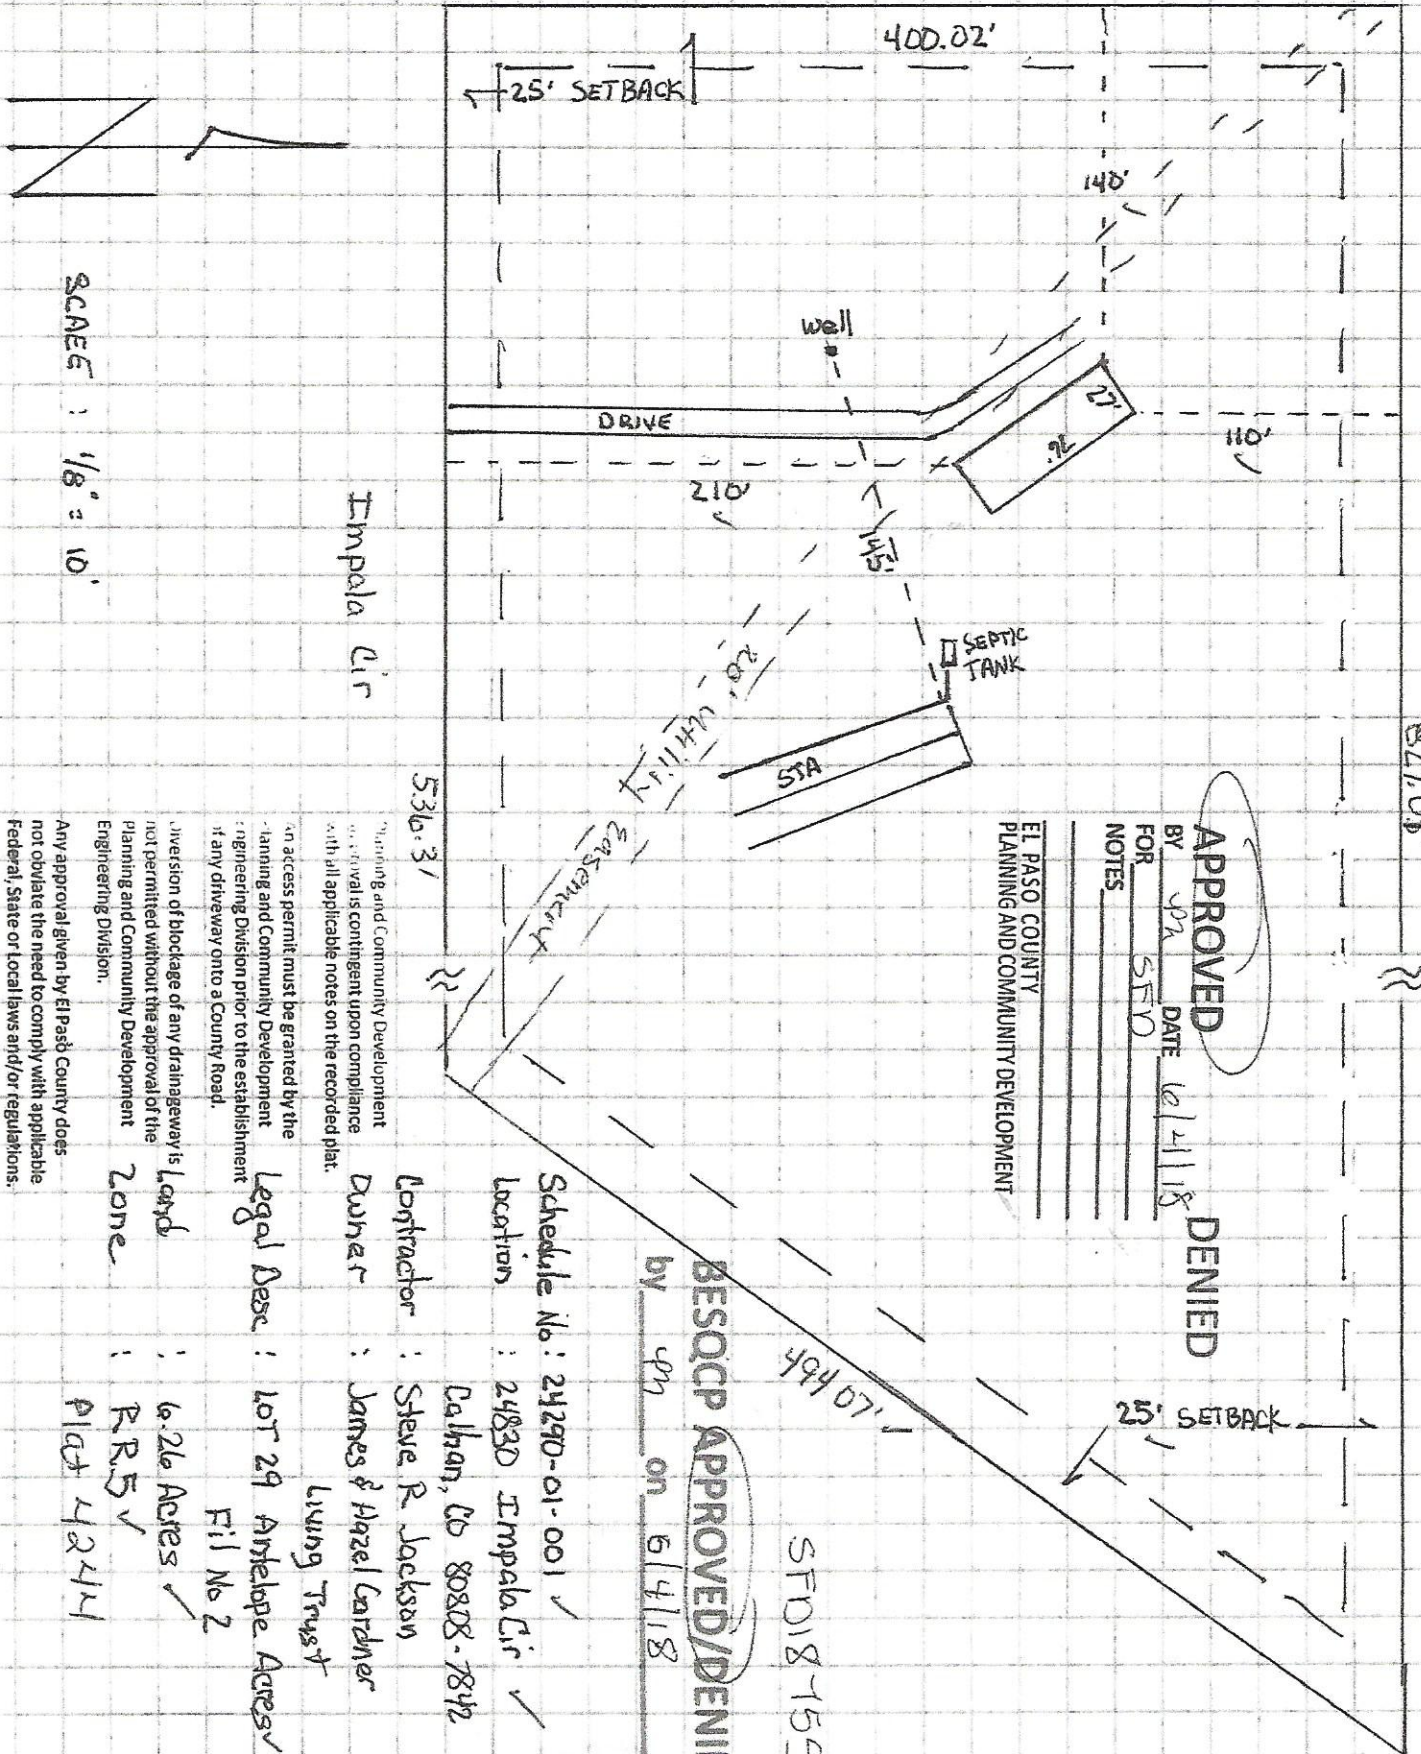 400.02'
25' SETBACK
140'
well
DRIVE
27'
76'
110'
210'
145'
SEPTIC
TANK
STA
20' Utility Easement
Impala Cir
536.31
SCALE : 1/8" = 10'
APPROVED DENIED
BY DATE 6/4/18
FOR SFD
NOTES
EL PASO COUNTY
PLANNING AND COMMUNITY DEVELOPMENT
25' SETBACK
494 07'
SFD18755
BESQCP APPROVED/DENI
by on 6/4/18
Planning and Community Development
approval is contingent upon compliance
with all applicable notes on the recorded plat.
An access permit must be granted by the
Planning and Community Development
Engineering Division prior to the establishment
of any driveway onto a County Road.
Diversion of blockage of any drainageway is
not permitted without the approval of the
Planning and Community Development
Engineering Division.
Any approval given by El Paso County does
not obviate the need to comply with applicable
Federal, State or Local laws and/or regulations.
Schedule No : 24290-01-001 ✓
Location : 24830 Impala Cir ✓
Calhan, CO 80808-7842
Contractor : Steve R Jackson
Owner : James & Hazel Gardner
Living Trust
Legal Desc : LOT 29 Antelope Acres ✓
Fil No 2
Land : 6.26 Acres ✓
Zone : RR5 ✓
Plat 4244